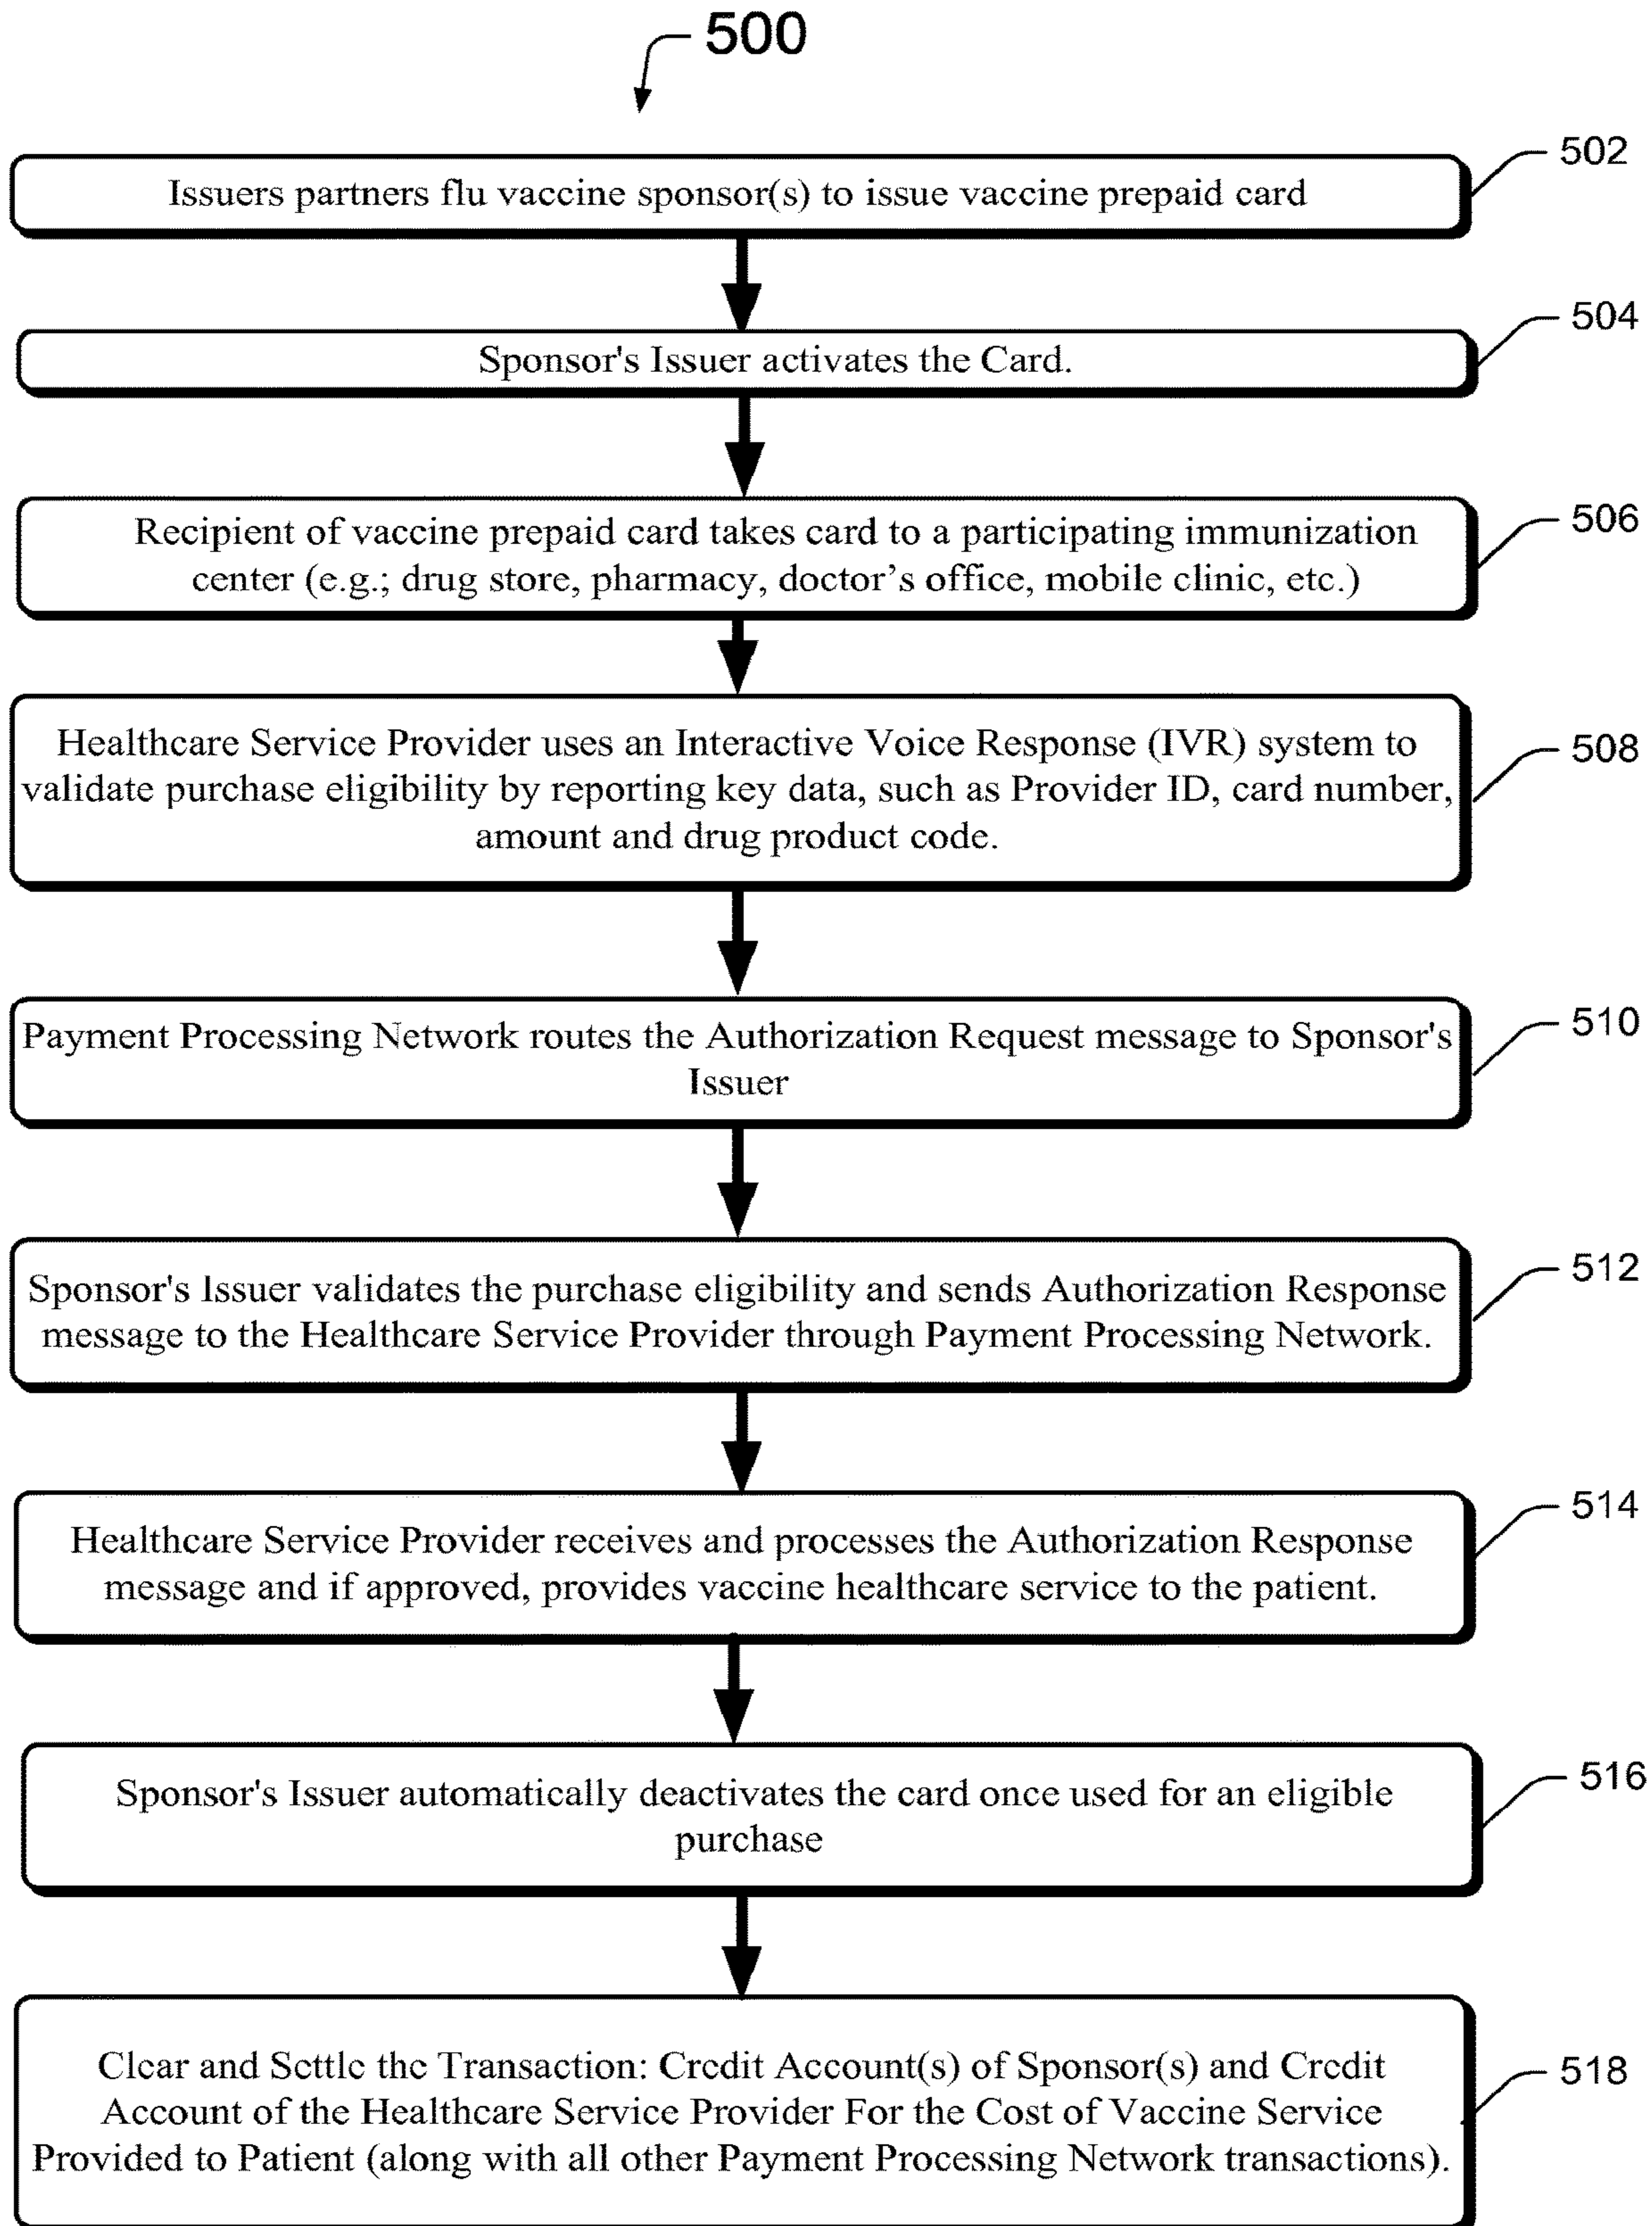 500
Issuers partners flu vaccine sponsor(s) to issue vaccine prepaid card
502
Sponsor's Issuer activates the Card.
504
Recipient of vaccine prepaid card takes card to a participating immunization
center (e.g.; drug store, pharmacy, doctor’s office, mobile clinic, etc.)
506
Healthcare Service Provider uses an Interactive Voice Response (IVR) system to
validate purchase eligibility by reporting key data, such as Provider ID, card number,
amount and drug product code.
508
Payment Processing Network routes the Authorization Request message to Sponsor's
Issuer
510
Sponsor's Issuer validates the purchase eligibility and sends Authorization Response
message to the Healthcare Service Provider through Payment Processing Network.
512
Healthcare Service Provider receives and processes the Authorization Response
message and if approved, provides vaccine healthcare service to the patient.
514
Sponsor's Issuer automatically deactivates the card once used for an eligible
purchase
516
Clear and Settle the Transaction: Credit Account(s) of Sponsor(s) and Credit
Account of the Healthcare Service Provider For the Cost of Vaccine Service
Provided to Patient (along with all other Payment Processing Network transactions).
518